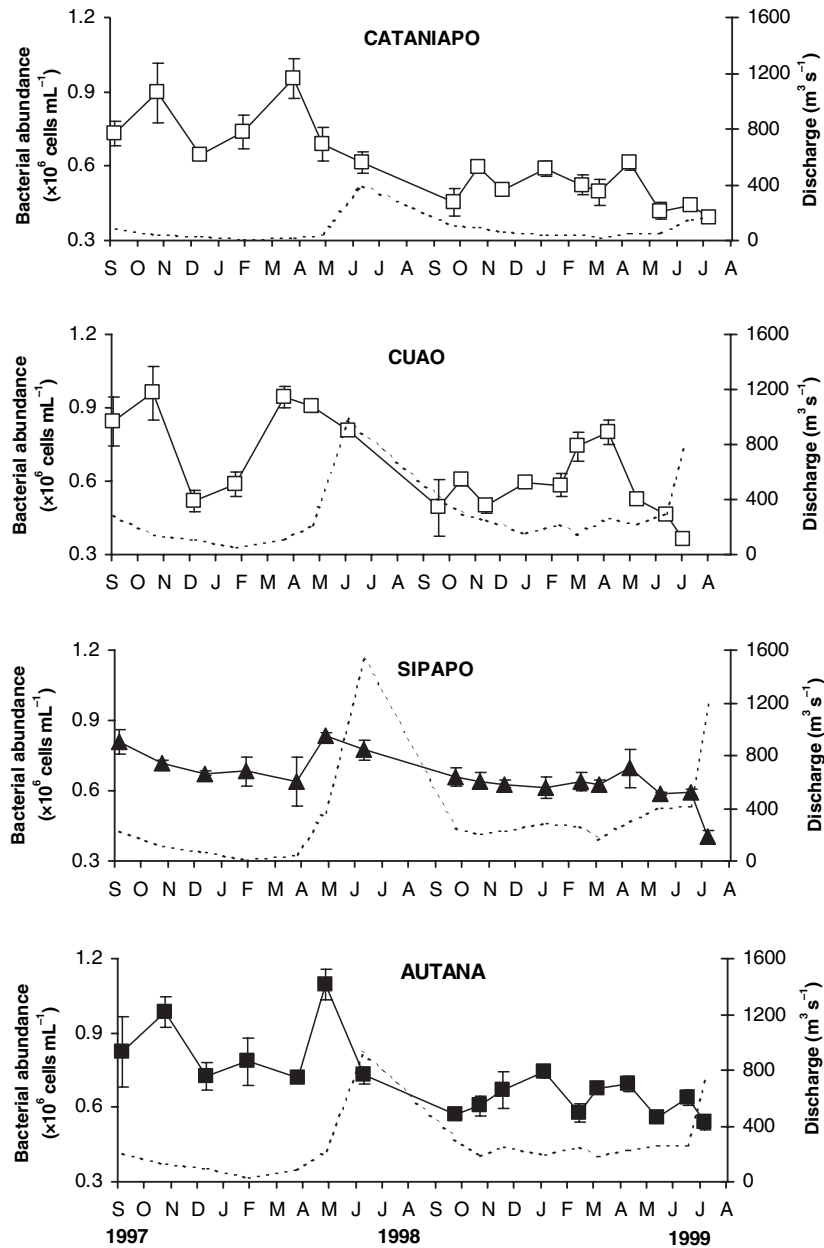 CATANIAPO
Bacterial abundance
(×10⁶ cells mL⁻¹)
Discharge (m³ s⁻¹)
1.2
0.9
0.6
0.3
1600
1200
800
400
0
S O N D J F M A M J J A S O N D J F M A M J J A
CUAO
Bacterial abundance
(×10⁶ cells mL⁻¹)
Discharge (m³ s⁻¹)
1.2
0.9
0.6
0.3
1600
1200
800
400
0
S O N D J F M A M J J A S O N D J F M A M J J A
SIPAPO
Bacterial abundance
(×10⁶ cells mL⁻¹)
Discharge (m³ s⁻¹)
1.2
0.9
0.6
0.3
1600
1200
800
400
0
S O N D J F M A M J J A S O N D J F M A M J J A
AUTANA
Bacterial abundance
(×10⁶ cells mL⁻¹)
Discharge (m³ s⁻¹)
1.2
0.9
0.6
0.3
1600
1200
800
400
0
S O N D J F M A M J J A S O N D J F M A M J J A
1997 1998 1999